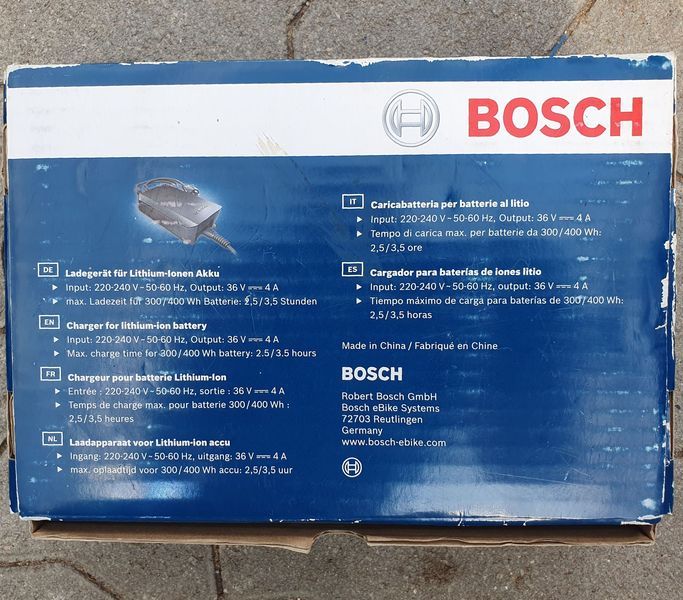 BOSCH
DE Ladegerät für Lithium-Ionen Akku
Input: 220-240 V ~ 50-60 Hz, Output: 36 V ⎓ 4 A
max. Ladezeit für 300/400 Wh Batterie: 2,5/3,5 Stunden
EN Charger for lithium-ion battery
Input: 220-240 V ~ 50-60 Hz, Output: 36 V ⎓ 4 A
Max. charge time for 300/400 Wh battery: 2.5/3.5 hours
FR Chargeur pour batterie Lithium-Ion
Entrée : 220-240 V ~ 50-60 Hz, sortie : 36 V ⎓ 4 A
Temps de charge max. pour batterie 300/400 Wh :
2,5/3,5 heures
NL Laadapparaat voor Lithium-ion accu
Ingang: 220-240 V ~ 50-60 Hz, uitgang: 36 V ⎓ 4 A
max. oplaadtijd voor 300/400 Wh accu: 2,5/3,5 uur
IT Caricabatteria per batterie al litio
Input: 220-240 V ~ 50-60 Hz, Output: 36 V ⎓ 4 A
Tempo di carica max. per batterie da 300/400 Wh:
2,5/3,5 ore
ES Cargador para baterías de iones litio
Input: 220-240 V ~ 50-60 Hz, Output: 36 V ⎓ 4 A
Tiempo máximo de carga para baterías de 300/400 Wh:
2,5/3,5 horas
Made in China / Fabriqué en Chine
BOSCH
Robert Bosch GmbH
Bosch eBike Systems
72703 Reutlingen
Germany
www.bosch-ebike.com